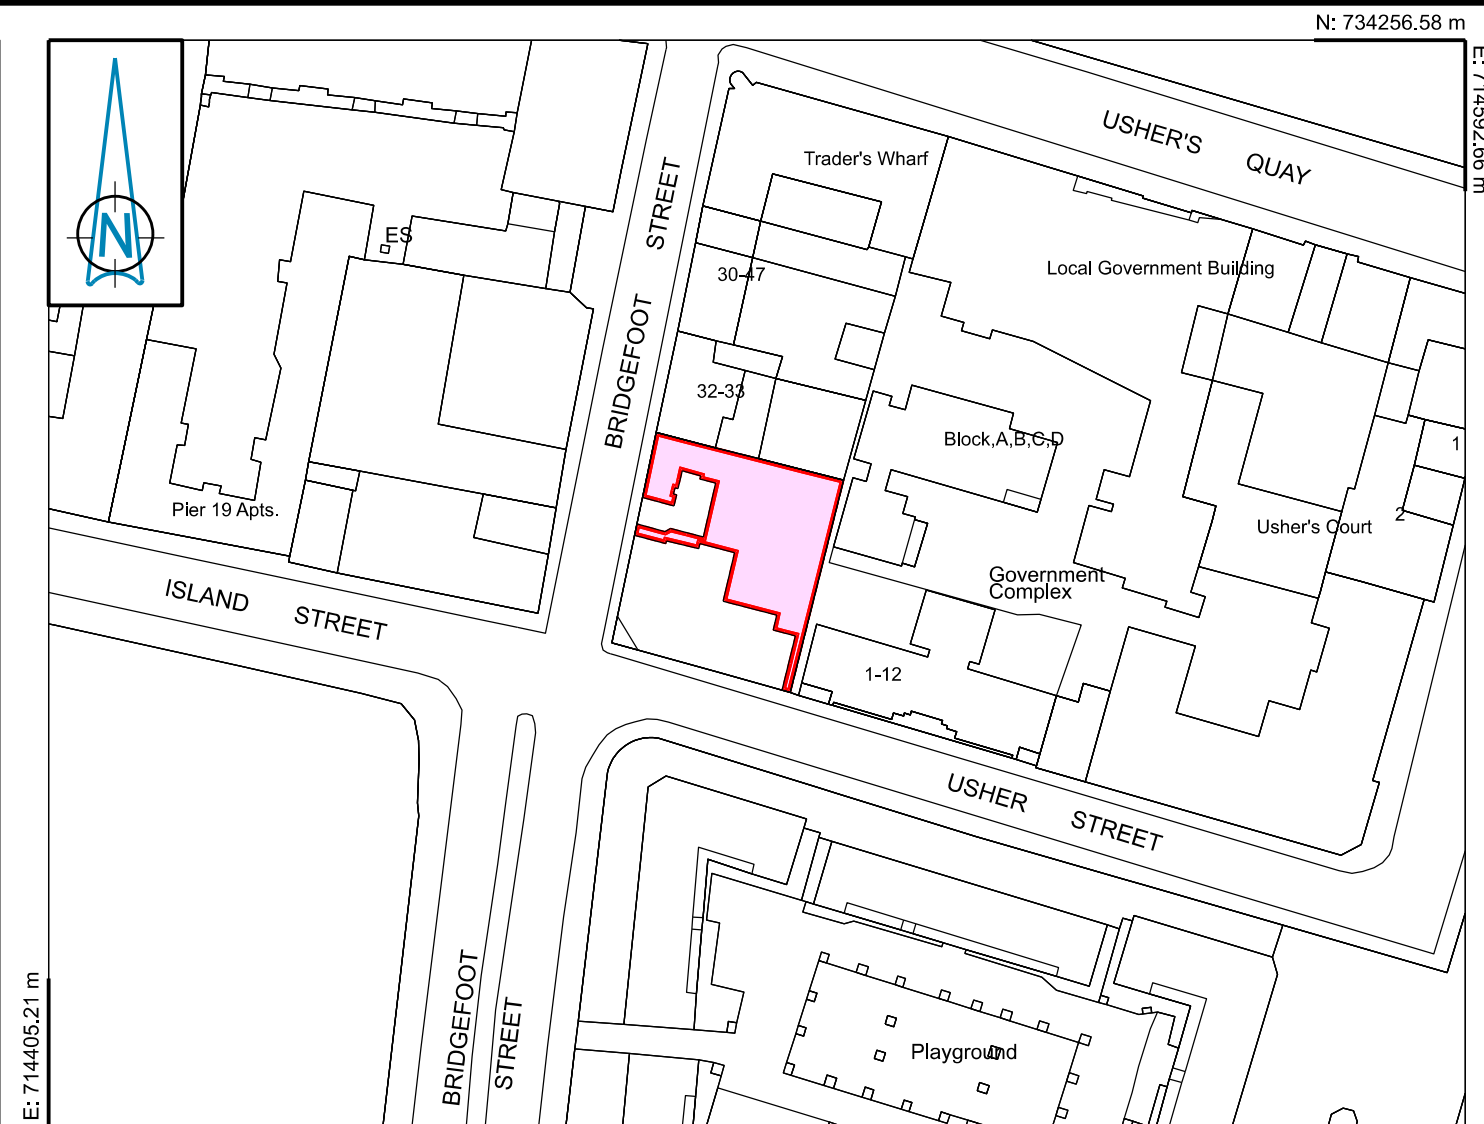 N: 734256.58 m
E: 714592.66 m
N
USHER'S QUAY
Trader's Wharf
BRIDGEFOOT STREET
ES
30-47
Local Government Building
32-33
Block,A,B,C,D
1
2
Pier 19 Apts.
Usher's Court
Government
Complex
ISLAND STREET
1-12
USHER STREET
BRIDGEFOOT
STREET
Playground
E: 714405.21 m